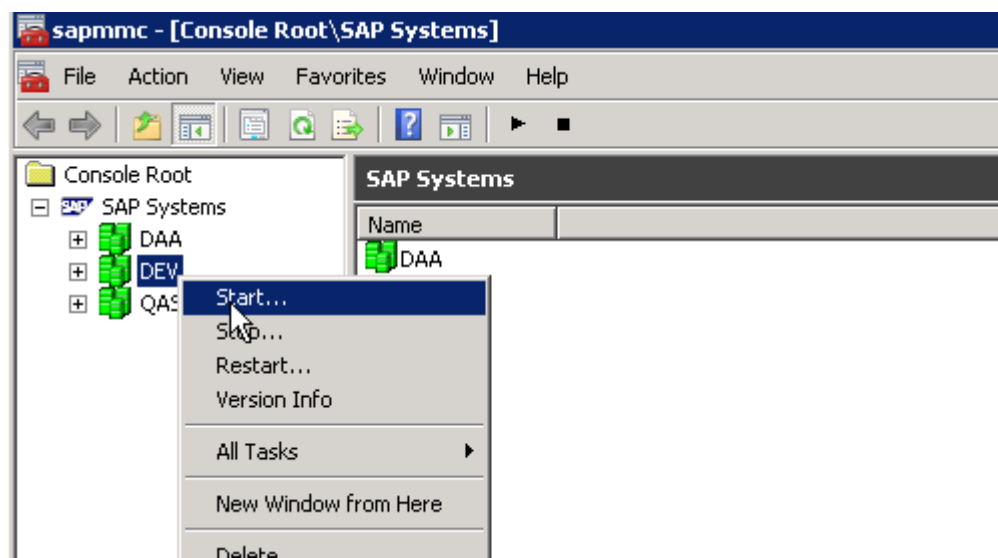 sapmmc - [Console Root\SAP Systems]
File Action View Favorites Window Help
Console Root
SAP Systems
DAA
DEV
QAS
SAP Systems
Name
DAA
Start...
Stop...
Restart...
Version Info
All Tasks
New Window from Here
Delete